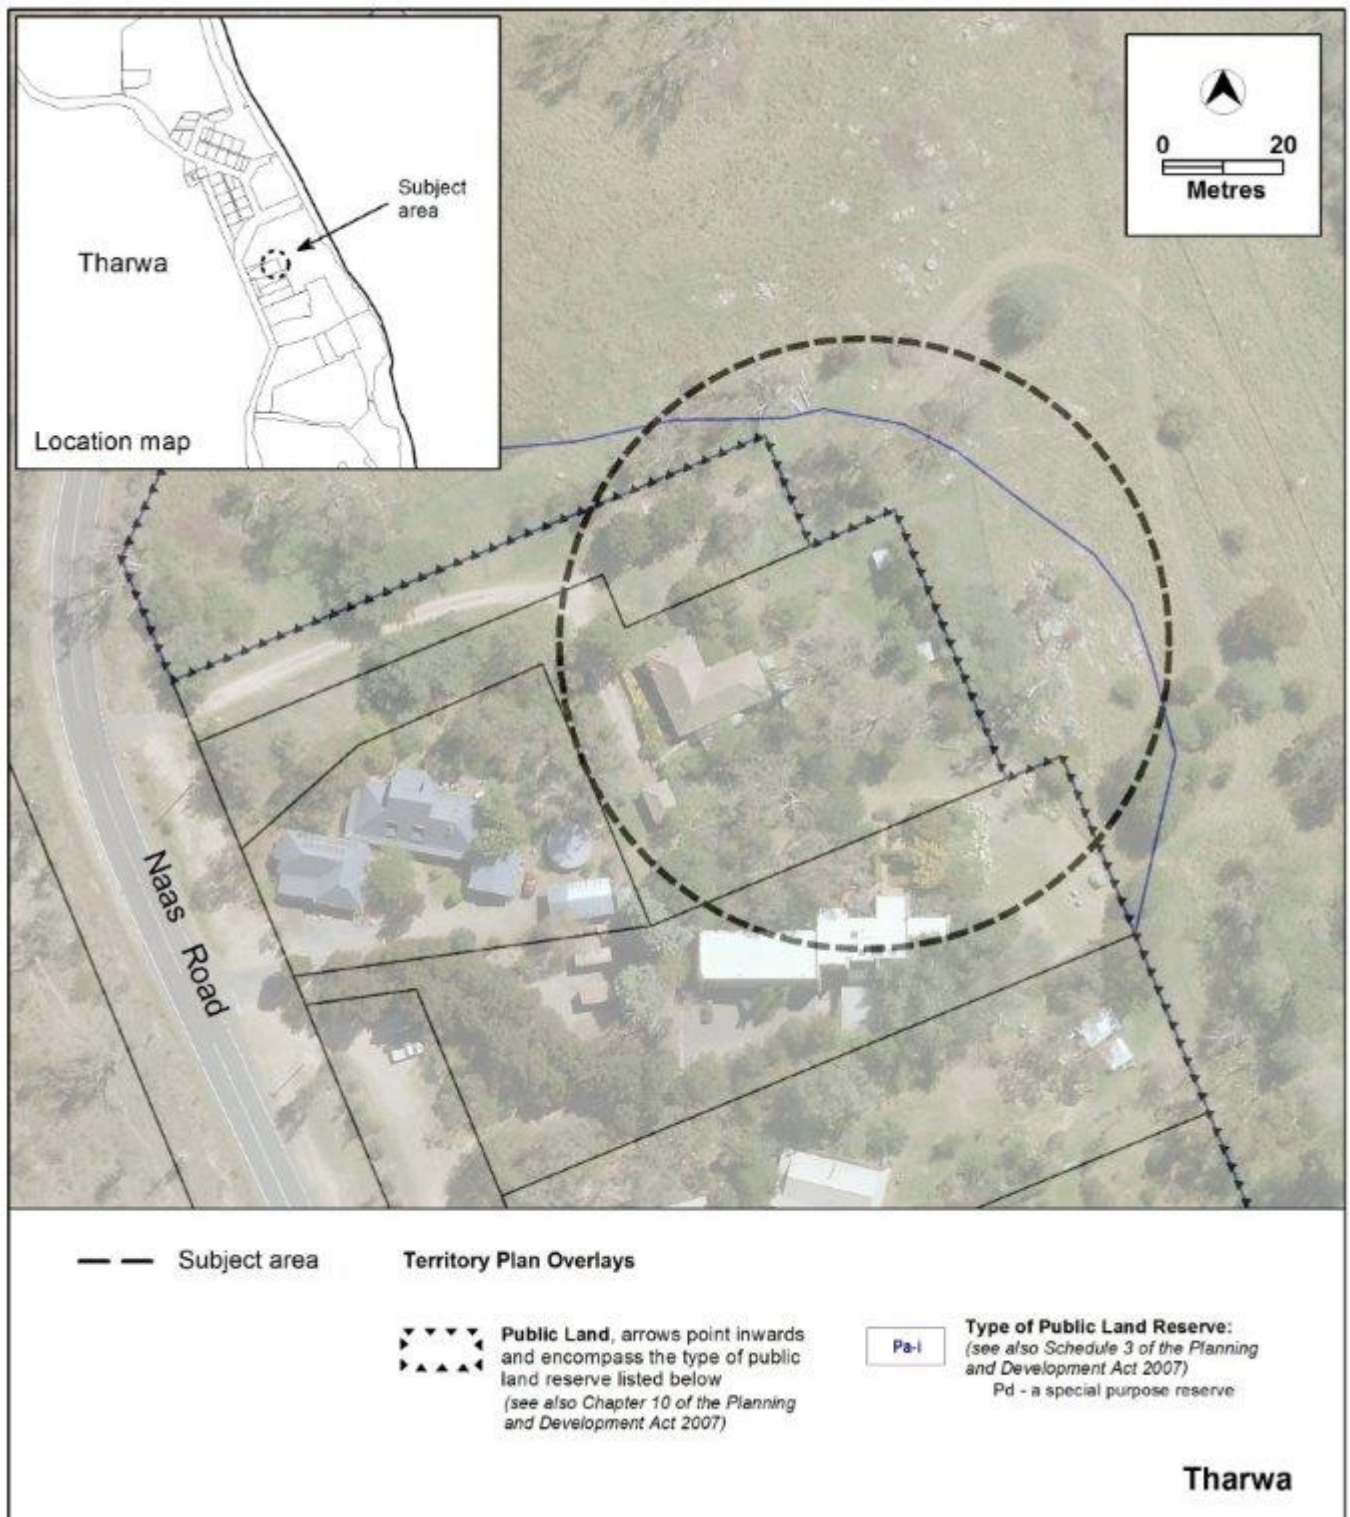 Subject
area
Tharwa
Location map
0 20
Metres
Naas Road
Subject area
Territory Plan Overlays
Public Land, arrows point inwards
and encompass the type of public
land reserve listed below
(see also Chapter 10 of the Planning
and Development Act 2007)
Pa-i
Type of Public Land Reserve:
(see also Schedule 3 of the Planning
and Development Act 2007)
Pd - a special purpose reserve
Tharwa